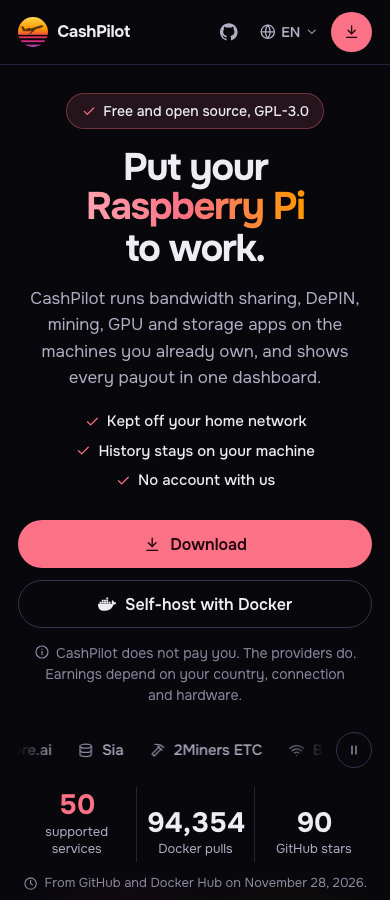 CashPilot
EN
Free and open source, GPL-3.0
Put your
Raspberry Pi
to work.
CashPilot runs bandwidth sharing, DePIN,
mining, GPU and storage apps on the
machines you already own, and shows
every payout in one dashboard.
Kept off your home network
History stays on your machine
No account with us
Download
Self-host with Docker
CashPilot does not pay you. The providers do.
Earnings depend on your country, connection
and hardware.
re.ai Sia 2Miners ETC
50
supported
services
94,354
Docker pulls
90
GitHub stars
From GitHub and Docker Hub on November 28, 2026.